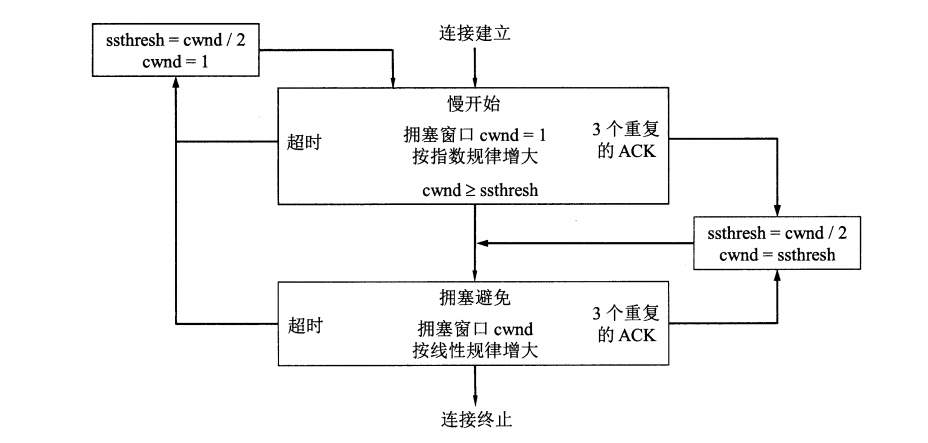 连接建立
ssthresh = cwnd / 2
cwnd = 1
慢开始
超时
拥塞窗口 cwnd = 1
按指数规律增大
3 个重复
的 ACK
cwnd ≥ ssthresh
ssthresh = cwnd / 2
cwnd = ssthresh
拥塞避免
超时
拥塞窗口 cwnd
按线性规律增大
3 个重复
的 ACK
连接终止